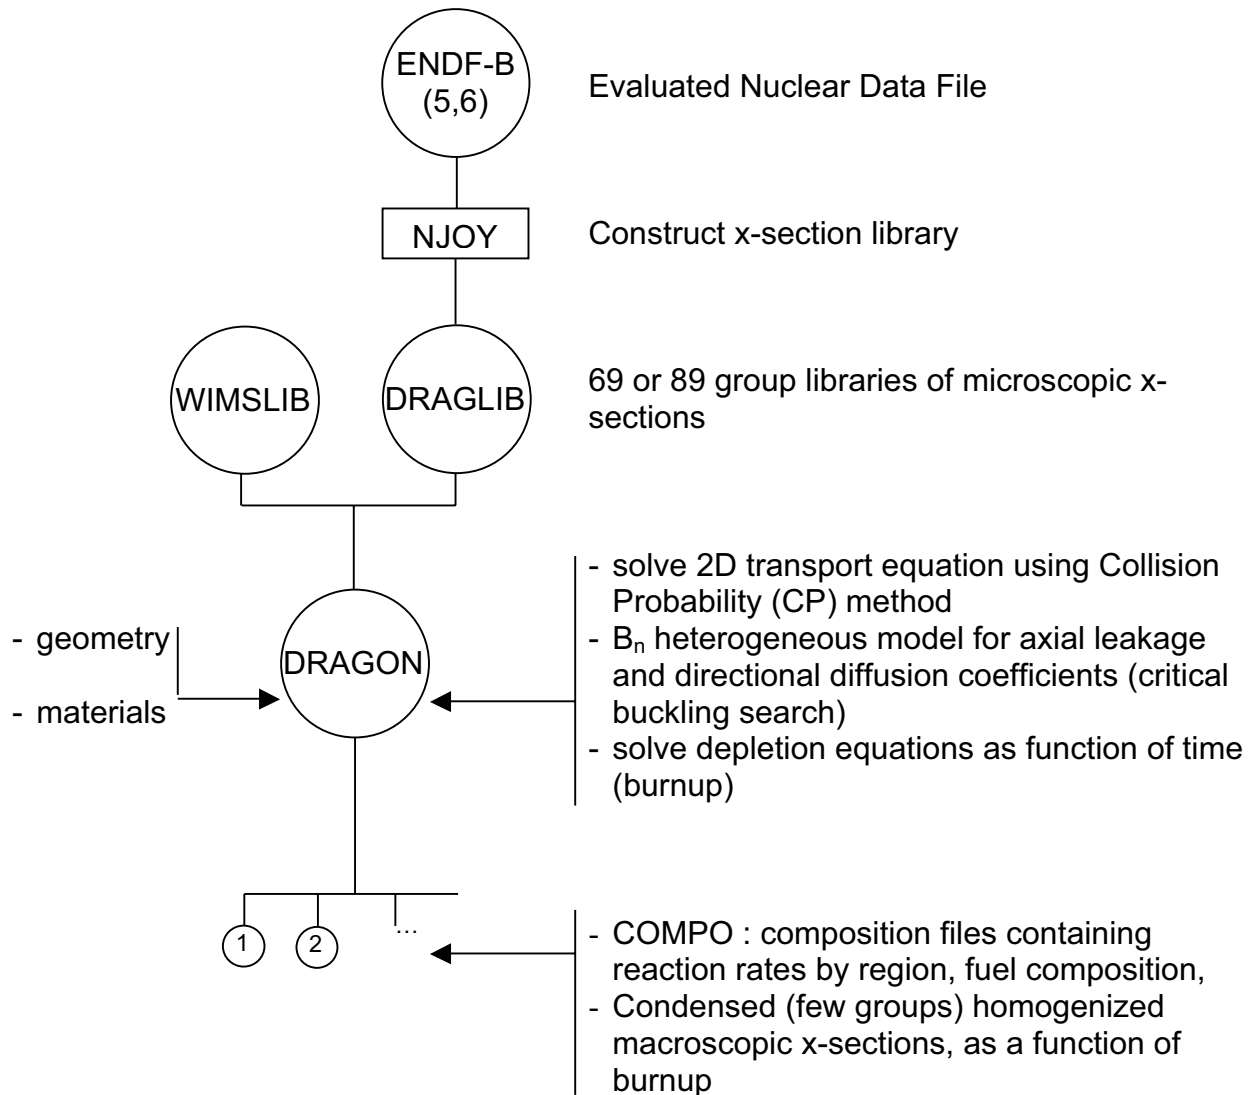 ENDF-B
(5,6)
Evaluated Nuclear Data File
NJOY
Construct x-section library
WIMSLIB
DRAGLIB
69 or 89 group libraries of microscopic x-
sections
- geometry
- materials
DRAGON
- solve 2D transport equation using Collision
Probability (CP) method
- Bₙ heterogeneous model for axial leakage
and directional diffusion coefficients (critical
buckling search)
- solve depletion equations as function of time
(burnup)
1
2
...
- COMPO : composition files containing
reaction rates by region, fuel composition,
- Condensed (few groups) homogenized
macroscopic x-sections, as a function of
burnup